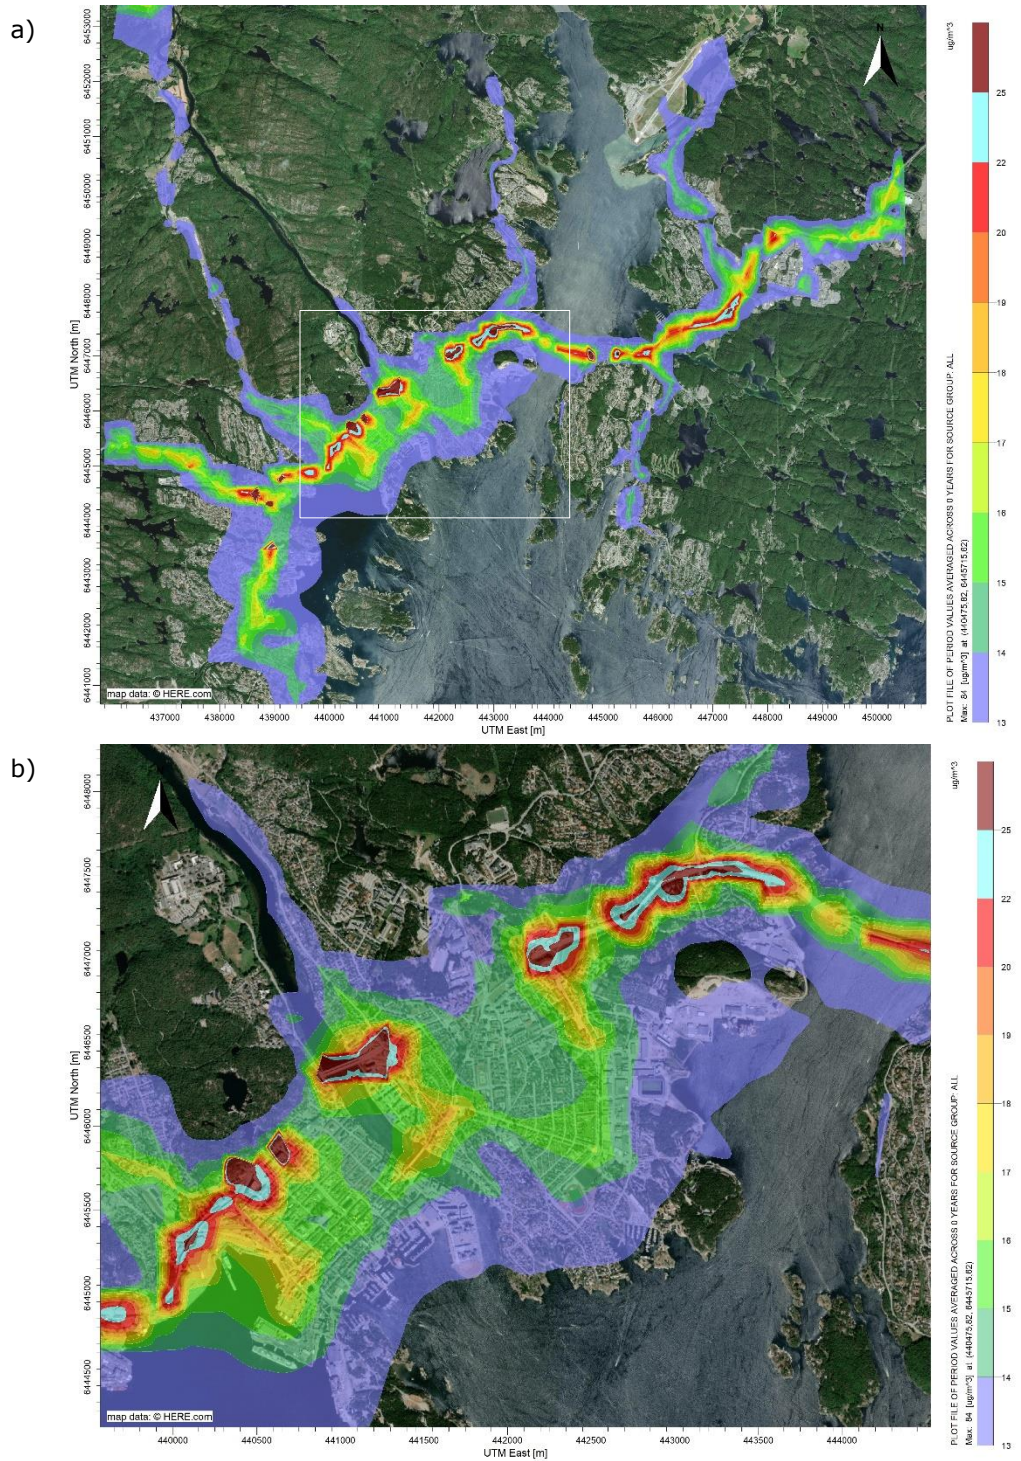 a)
ug/m^3
N
6453000
6452000
6451000
6450000
6449000
6448000
6447000
6446000
6445000
6444000
6443000
6442000
6441000
UTM North [m]
25
22
20
19
18
17
16
15
14
13
PLOT FILE OF PERIOD VALUES AVERAGED ACROSS 0 YEARS FOR SOURCE GROUP: ALL
Max: 84 [ug/m^3] at (440475,82, 6445715,62)
map data: © HERE.com
437000 438000 439000 440000 441000 442000 443000 444000 445000 446000 447000 448000 449000 450000
UTM East [m]
b)
ug/m^3
6448000
6447500
6447000
6446500
6446000
6445500
6445000
6444500
UTM North [m]
25
22
20
19
18
17
16
15
14
13
PLOT FILE OF PERIOD VALUES AVERAGED ACROSS 0 YEARS FOR SOURCE GROUP: ALL
Max: 84 [ug/m^3] at (440475,82, 6445715,62)
map data: © HERE.com
440000 440500 441000 441500 442000 442500 443000 443500 444000
UTM East [m]